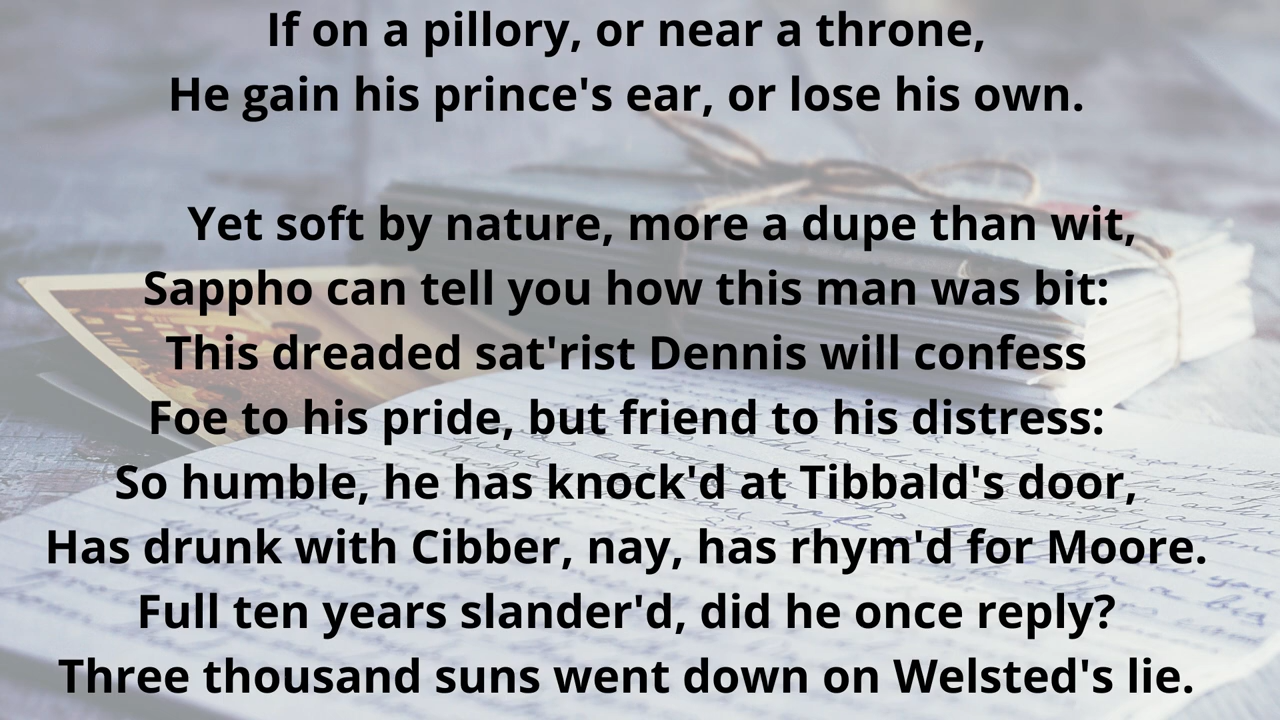 If on a pillory, or near a throne,
He gain his prince's ear, or lose his own.
Yet soft by nature, more a dupe than wit,
Sappho can tell you how this man was bit:
This dreaded sat'rist Dennis will confess
Foe to his pride, but friend to his distress:
So humble, he has knock'd at Tibbald's door,
Has drunk with Cibber, nay, has rhym'd for Moore.
Full ten years slander'd, did he once reply?
Three thousand suns went down on Welsted's lie.